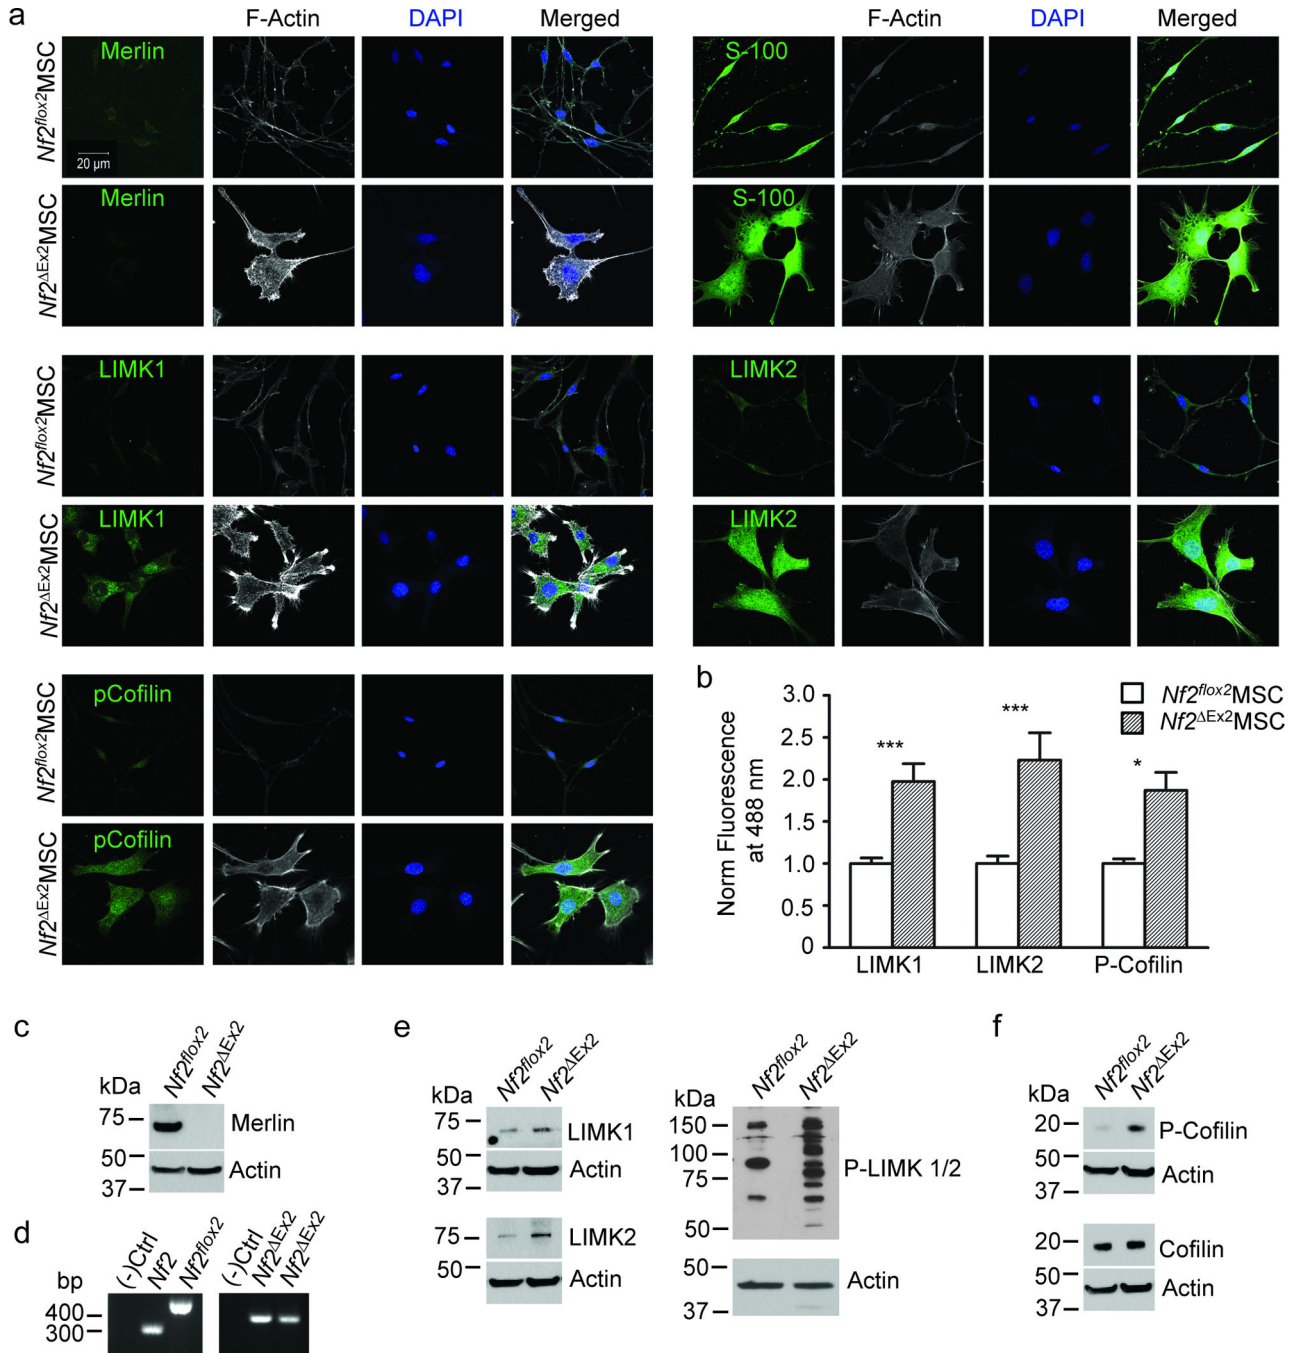 a
F-Actin DAPI Merged
F-Actin DAPI Merged
Nf2flox2MSC
Merlin
20 µm
S-100
Nf2ΔEx2MSC
Merlin
S-100
Nf2flox2MSC
LIMK1
LIMK2
Nf2ΔEx2MSC
LIMK1
LIMK2
Nf2flox2MSC
pCofilin
Nf2ΔEx2MSC
pCofilin
b
Norm Fluorescence
at 488 nm
3.0
2.5
2.0
1.5
1.0
0.5
0
*** *** *
Nf2flox2MSC
Nf2ΔEx2MSC
LIMK1 LIMK2 P-Cofilin
c
Nf2flox2 Nf2ΔEx2
kDa
75
Merlin
50
Actin
37
d
(-)Ctrl Nf2 Nf2flox2
(-)Ctrl Nf2ΔEx2 Nf2ΔEx2
bp
400
300
e
Nf2flox2 Nf2ΔEx2
kDa
75
LIMK1
50
Actin
37
75
LIMK2
50
Actin
Nf2flox2 Nf2ΔEx2
kDa
150
100
75
P-LIMK 1/2
50
50
Actin
37
f
Nf2flox2 Nf2ΔEx2
kDa
20
P-Cofilin
50
Actin
37
20
Cofilin
50
Actin
37